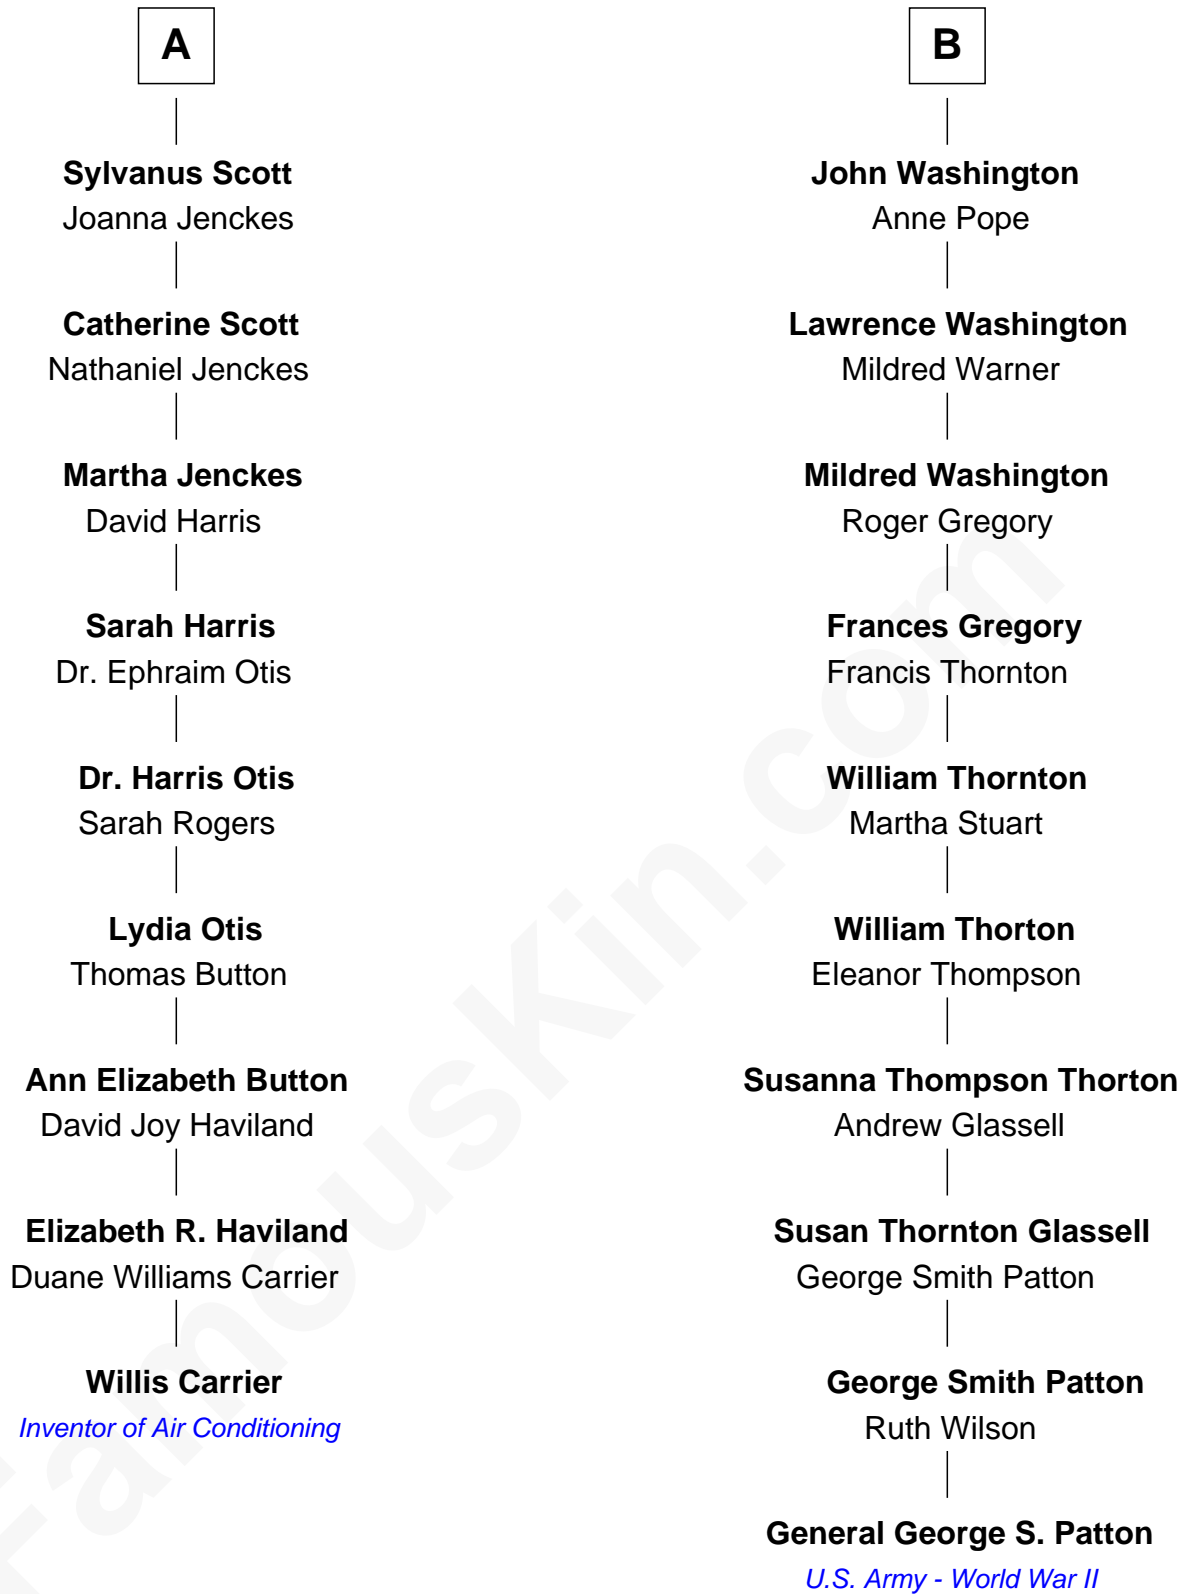 A
Sylvanus Scott
Joanna Jenckes
Catherine Scott
Nathaniel Jenckes
Martha Jenckes
David Harris
Sarah Harris
Dr. Ephraim Otis
Dr. Harris Otis
Sarah Rogers
Lydia Otis
Thomas Button
Ann Elizabeth Button
David Joy Haviland
Elizabeth R. Haviland
Duane Williams Carrier
Willis Carrier
Inventor of Air Conditioning
B
John Washington
Anne Pope
Lawrence Washington
Mildred Warner
Mildred Washington
Roger Gregory
Frances Gregory
Francis Thornton
William Thornton
Martha Stuart
William Thorton
Eleanor Thompson
Susanna Thompson Thorton
Andrew Glassell
Susan Thornton Glassell
George Smith Patton
George Smith Patton
Ruth Wilson
General George S. Patton
U.S. Army - World War II
FamousKin.com